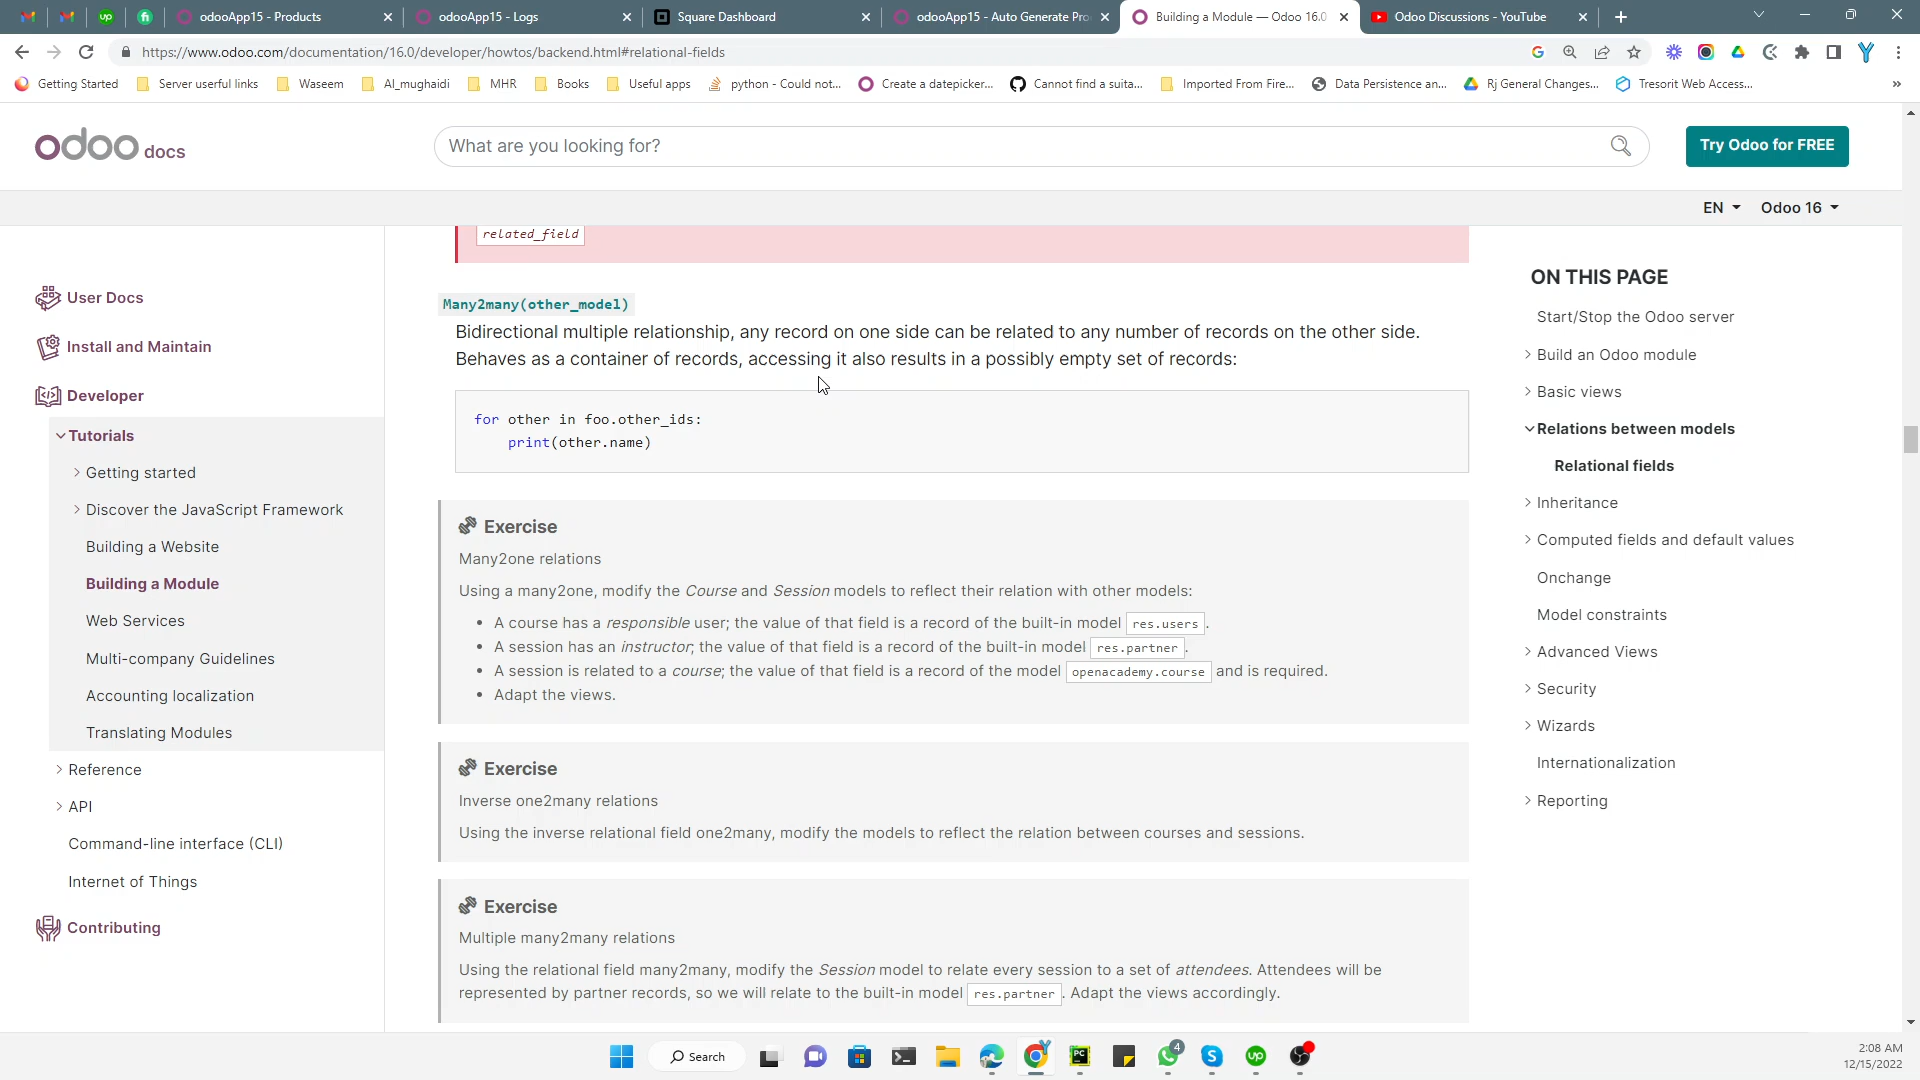 odooApp15 - Products
odooApp15 - Logs
Square Dashboard
odooApp15 - Auto Generate Pro
Building a Module — Odoo 16.0
Odoo Discussions - YouTube
https://www.odoo.com/documentation/16.0/developer/howtos/backend.html#relational-fields
Getting Started
Server userful links
Waseem
Al_mughaidi
MHR
Books
Useful apps
python - Could not...
Create a datepicker...
Cannot find a suita...
Imported From Fire...
Data Persistence an...
Rj General Changes...
Tresorit Web Access...
odoo docs
What are you looking for?
Try Odoo for FREE
EN
Odoo 16
User Docs
Install and Maintain
Developer
Tutorials
Getting started
Discover the JavaScript Framework
Building a Website
Building a Module
Web Services
Multi-company Guidelines
Accounting localization
Translating Modules
Reference
API
Command-line interface (CLI)
Internet of Things
Contributing
related_field
Many2many(other_model)
Bidirectional multiple relationship, any record on one side can be related to any number of records on the other side.
Behaves as a container of records, accessing it also results in a possibly empty set of records:
for other in foo.other_ids:
print(other.name)
Exercise
Many2one relations
Using a many2one, modify the Course and Session models to reflect their relation with other models:
• A course has a responsible user; the value of that field is a record of the built-in model res.users.
• A session has an instructor; the value of that field is a record of the built-in model res.partner.
• A session is related to a course; the value of that field is a record of the model openacademy.course and is required.
• Adapt the views.
Exercise
Inverse one2many relations
Using the inverse relational field one2many, modify the models to reflect the relation between courses and sessions.
Exercise
Multiple many2many relations
Using the relational field many2many, modify the Session model to relate every session to a set of attendees. Attendees will be
represented by partner records, so we will relate to the built-in model res.partner. Adapt the views accordingly.
ON THIS PAGE
Start/Stop the Odoo server
Build an Odoo module
Basic views
Relations between models
Relational fields
Inheritance
Computed fields and default values
Onchange
Model constraints
Advanced Views
Security
Wizards
Internationalization
Reporting
Search
4
2:08 AM
12/15/2022